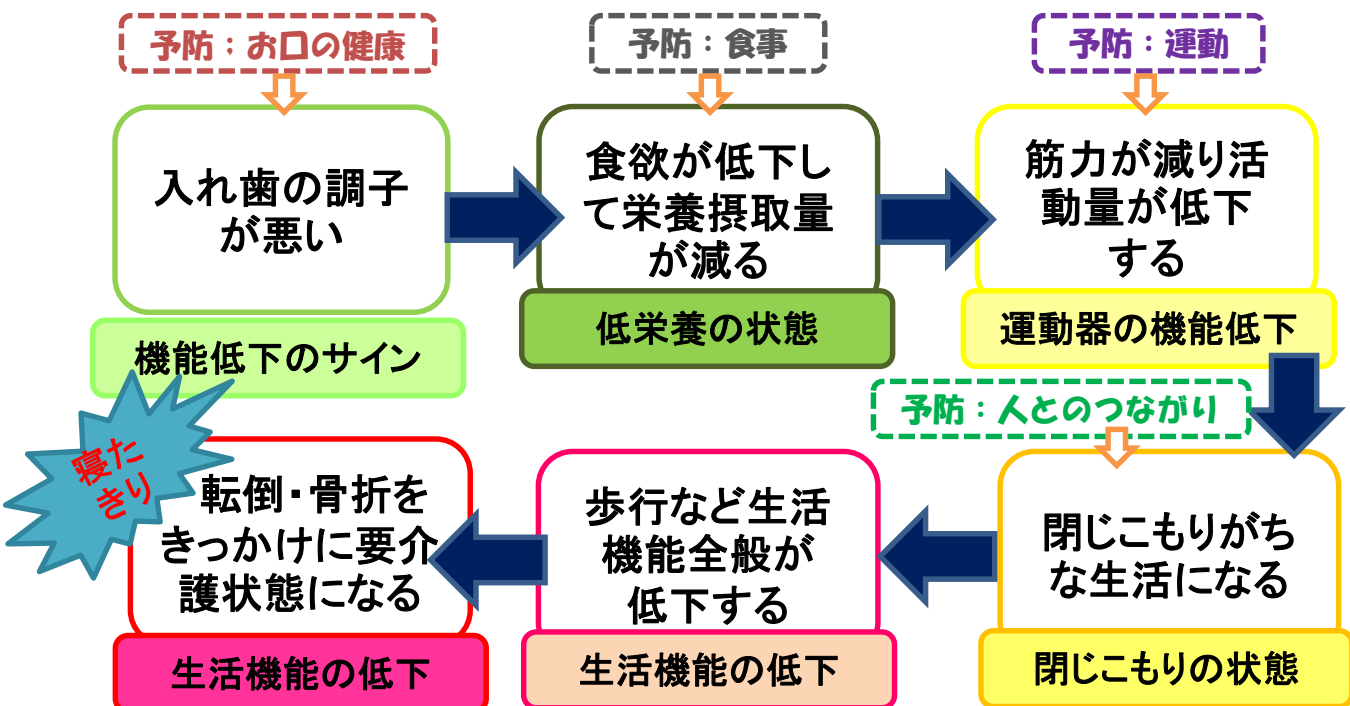 予防：お口の健康
入れ歯の調子
が悪い
機能低下のサイン
予防：食事
食欲が低下し
て栄養摂取量
が減る
低栄養の状態
予防：運動
筋力が減り活
動量が低下
する
運動器の機能低下
予防：人とのつながり
閉じこもりがち
な生活になる
閉じこもりの状態
歩行など生活
機能全般が
低下する
生活機能の低下
転倒・骨折を
きっかけに要介
護状態になる
生活機能の低下
寝た
きり